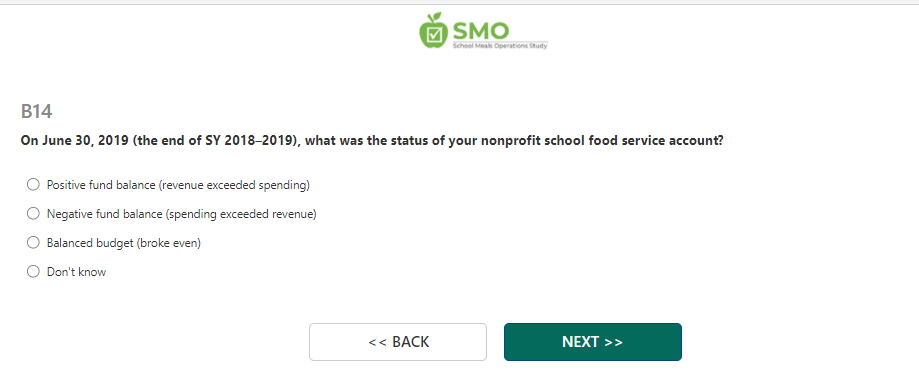 SMO
School Meals Operations Study
B14
On June 30, 2019 (the end of SY 2018–2019), what was the status of your nonprofit school food service account?
Positive fund balance (revenue exceeded spending)
Negative fund balance (spending exceeded revenue)
Balanced budget (broke even)
Don't know
<< BACK
NEXT >>